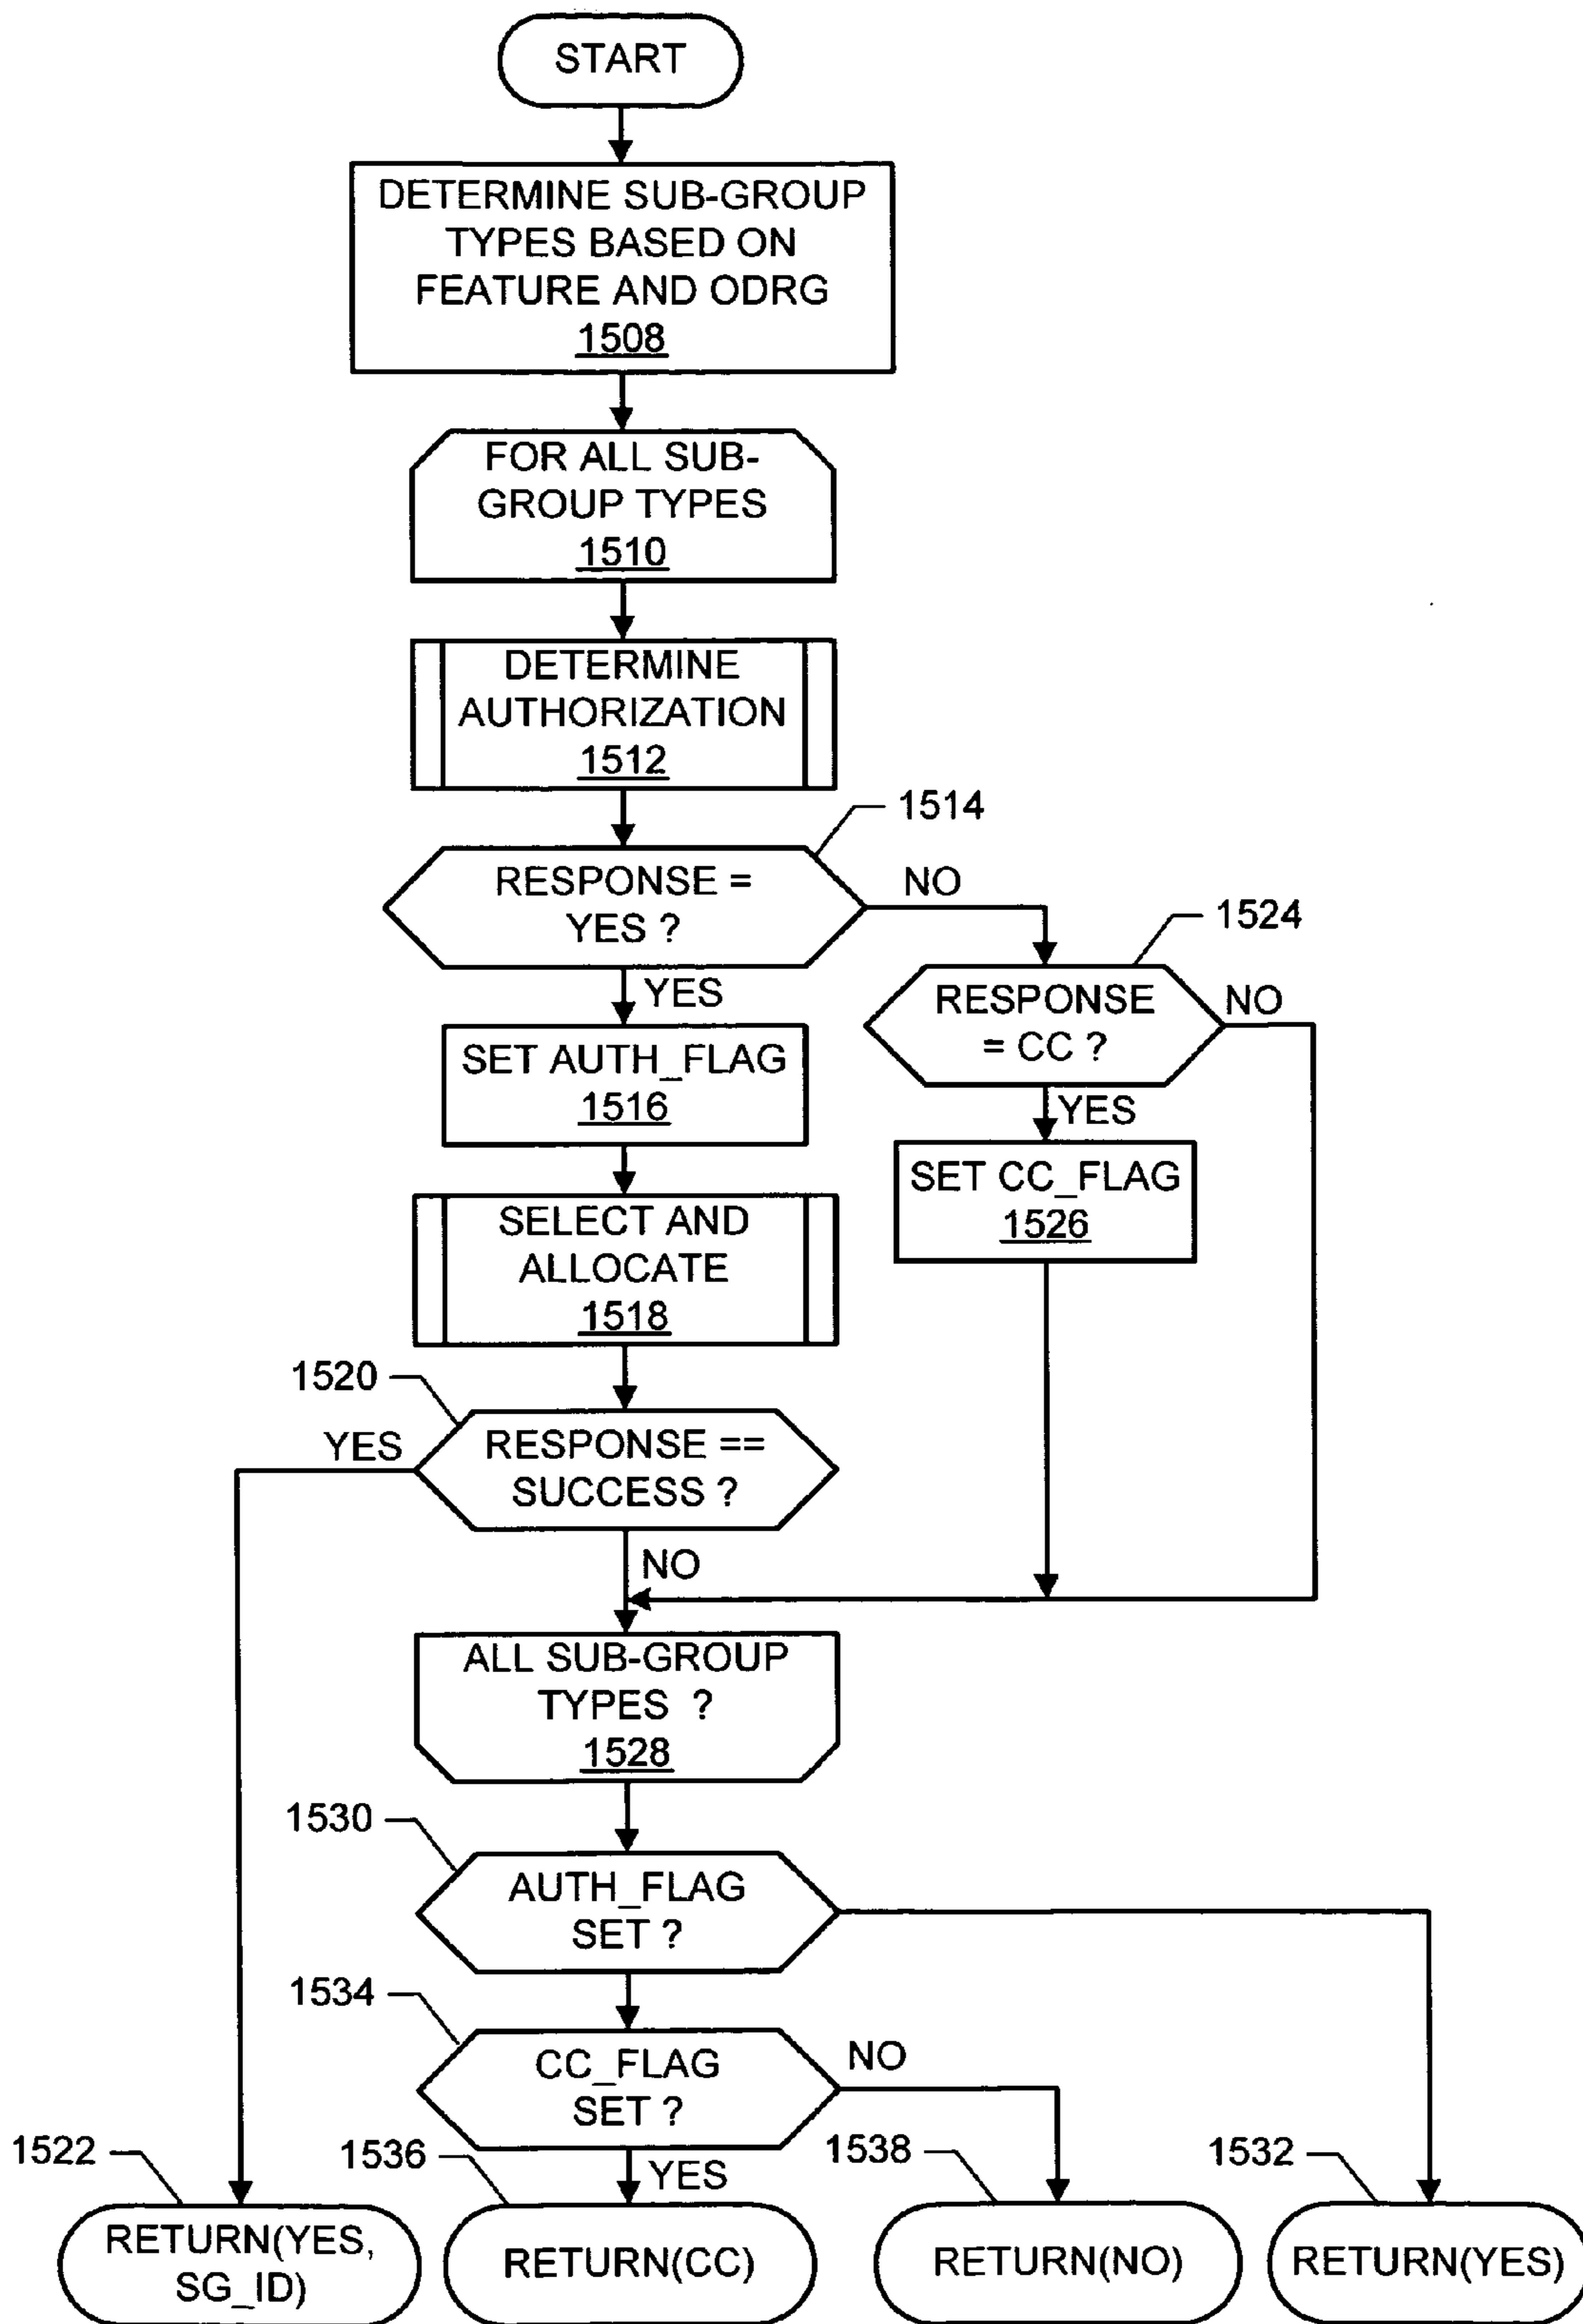 START
DETERMINE SUB-GROUP
TYPES BASED ON
FEATURE AND ODRG
1508
FOR ALL SUB-
GROUP TYPES
1510
DETERMINE
AUTHORIZATION
1512
1514
RESPONSE =
YES ?
NO
YES
1524
RESPONSE
= CC ?
NO
YES
SET AUTH_FLAG
1516
SET CC_FLAG
1526
SELECT AND
ALLOCATE
1518
1520
YES
RESPONSE ==
SUCCESS ?
NO
ALL SUB-GROUP
TYPES ?
1528
1530
AUTH_FLAG
SET ?
1534
CC_FLAG
SET ?
NO
YES
1522
1536
1538
1532
RETURN(YES,
SG_ID)
RETURN(CC)
RETURN(NO)
RETURN(YES)